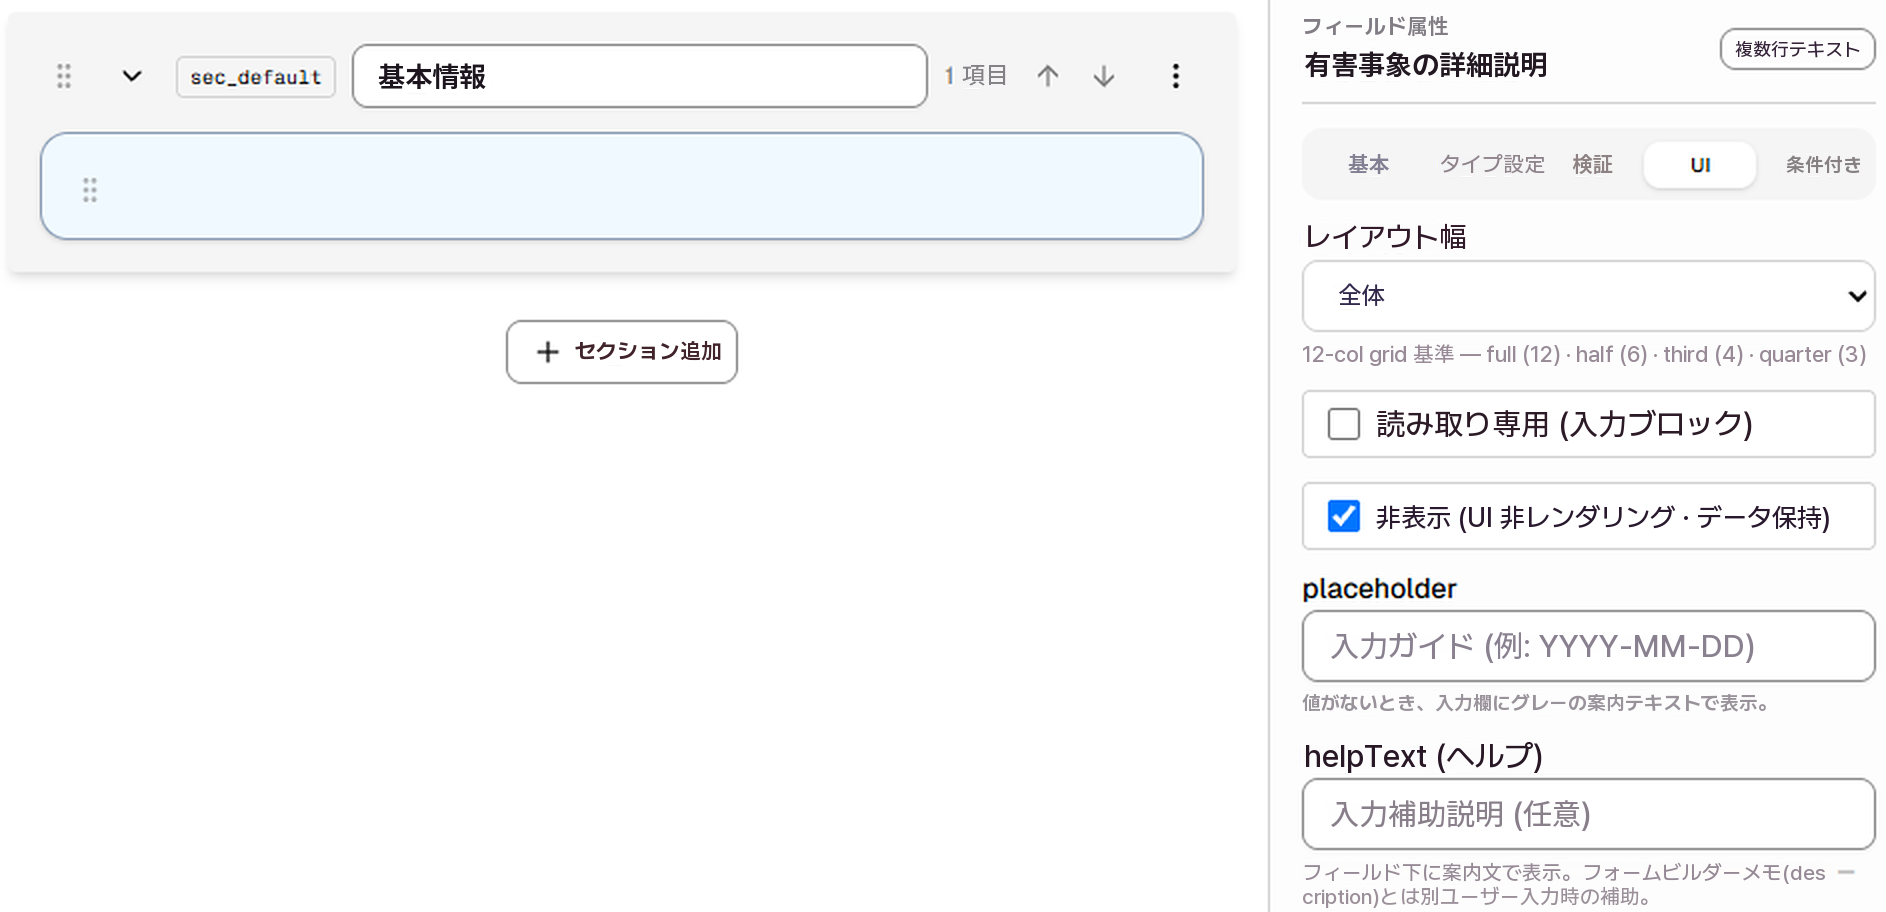 sec_default
基本情報
1 項目
セクション追加
フィールド属性
有害事象の詳細説明
複数行テキスト
基本
タイプ設定
検証
UI
条件付き
レイアウト幅
全体
12-col grid 基準 — full (12) · half (6) · third (4) · quarter (3)
読み取り専用 (入力ブロック)
非表示 (UI 非レンダリング · データ保持)
placeholder
入力ガイド (例: YYYY-MM-DD)
値がないとき、入力欄にグレーの案内テキストで表示。
helpText (ヘルプ)
入力補助説明 (任意)
フィールド下に案内文で表示。フォームビルダーメモ(des
cription)とは別ユーザー入力時の補助。